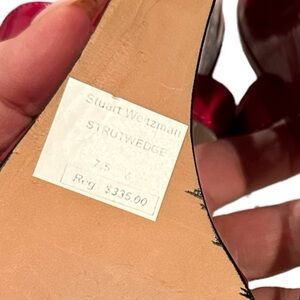 Stuart Weitzman
STRUTWEDGE
7.5
Reg $335.00